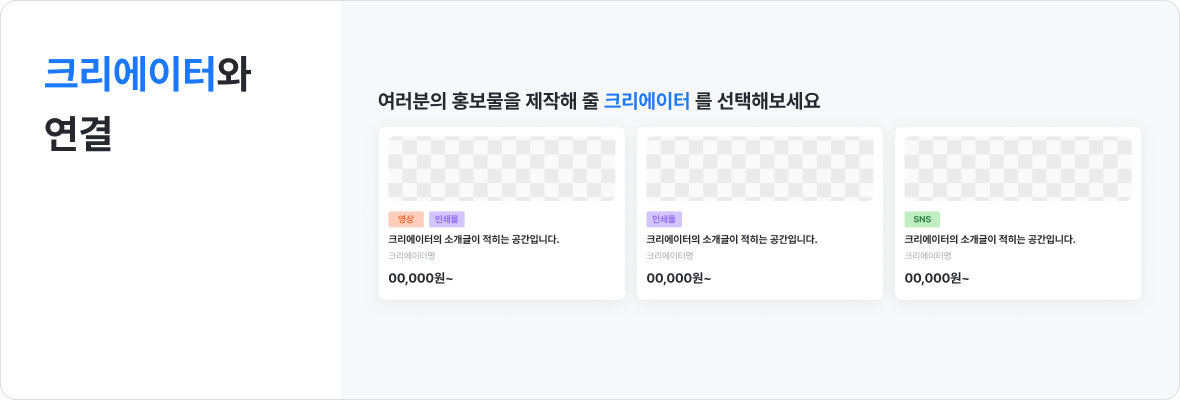 크리에이터와
연결
여러분의 홍보물을 제작해 줄 크리에이터 를 선택해보세요
영상 인쇄물
크리에이터의 소개글이 적히는 공간입니다.
크리에이터명
00,000원~
인쇄물
크리에이터의 소개글이 적히는 공간입니다.
크리에이터명
00,000원~
SNS
크리에이터의 소개글이 적히는 공간입니다.
크리에이터명
00,000원~